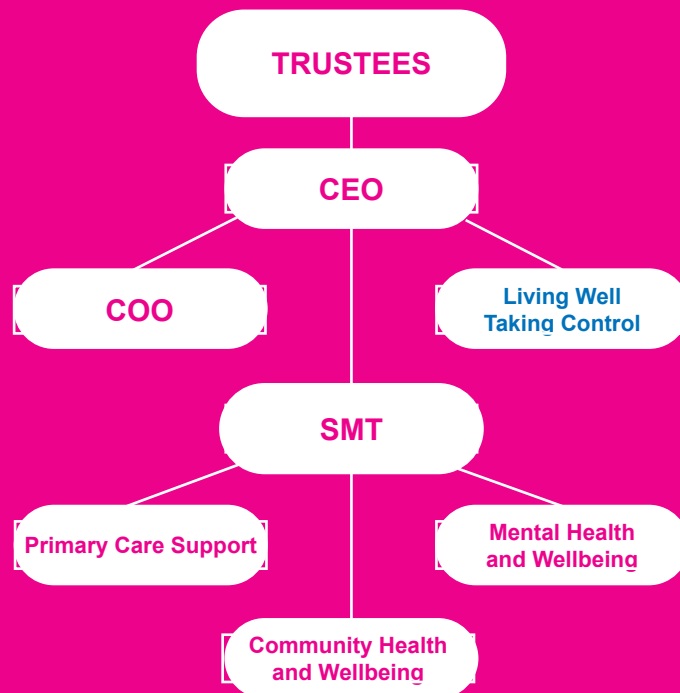 TRUSTEES
CEO
COO
Living Well
Taking Control
SMT
Primary Care Support
Mental Health
and Wellbeing
Community Health
and Wellbeing